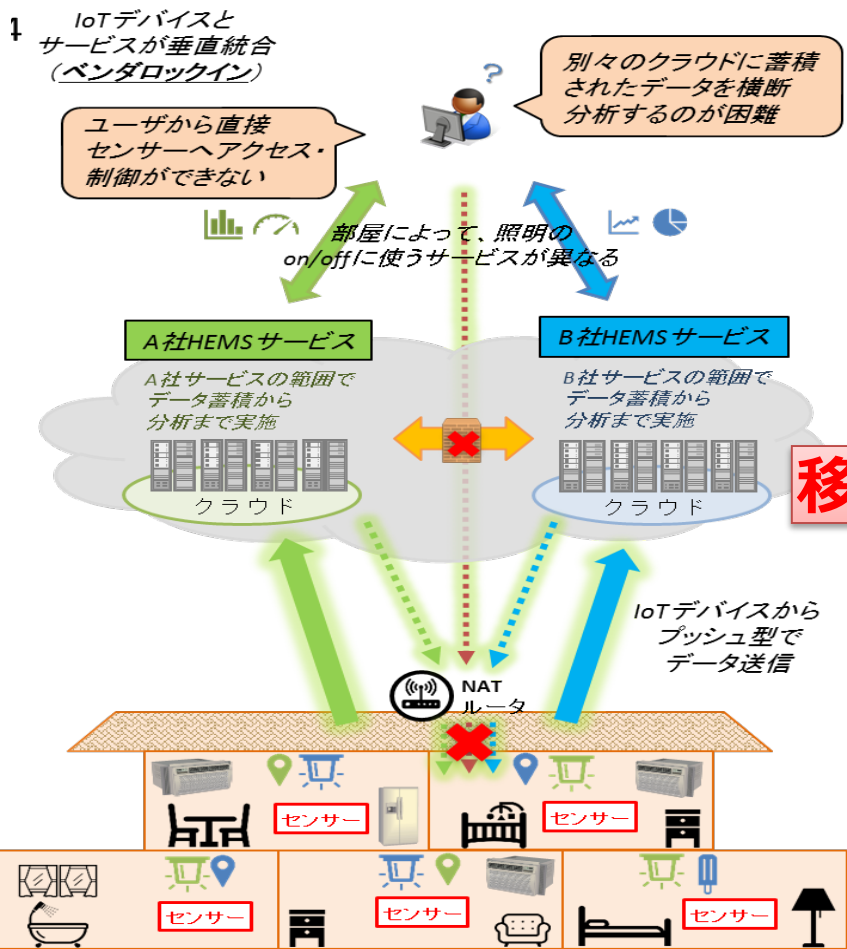 IoTデバイスと
サービスが垂直統合
(ベンダロックイン)
別々のクラウドに蓄積
されたデータを横断
分析するのが困難
ユーザから直接
センサーへアクセス・
制御ができない
部屋によって、照明の
on/offに使うサービスが異なる
A社HEMSサービス
A社サービスの範囲で
データ蓄積から
分析まで実施
クラウド
B社HEMSサービス
B社サービスの範囲で
データ蓄積から
分析まで実施
クラウド
移
IoTデバイスから
プッシュ型で
データ送信
NAT
ルータ
センサー
センサー
センサー
センサー
センサー